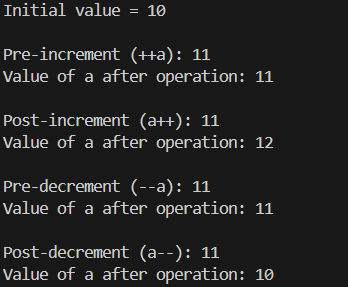 Initial value = 10
Pre-increment (++a): 11
Value of a after operation: 11
Post-increment (a++): 11
Value of a after operation: 12
Pre-decrement (--a): 11
Value of a after operation: 11
Post-decrement (a--): 11
Value of a after operation: 10